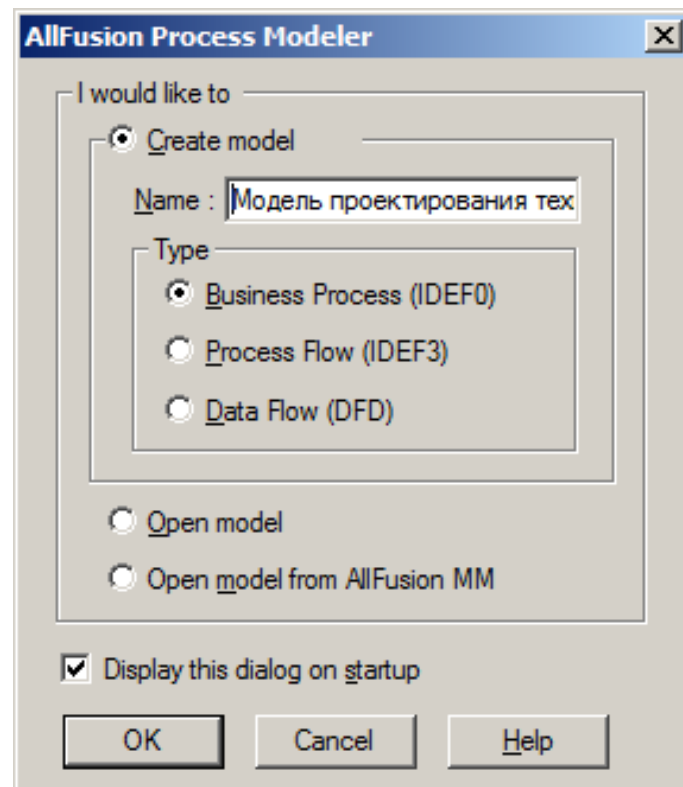 AllFusion Process Modeler
I would like to
Create model
Name : Модель проектирования тех
Type
Business Process (IDEF0)
Process Flow (IDEF3)
Data Flow (DFD)
Open model
Open model from AllFusion MM
Display this dialog on startup
OK Cancel Help